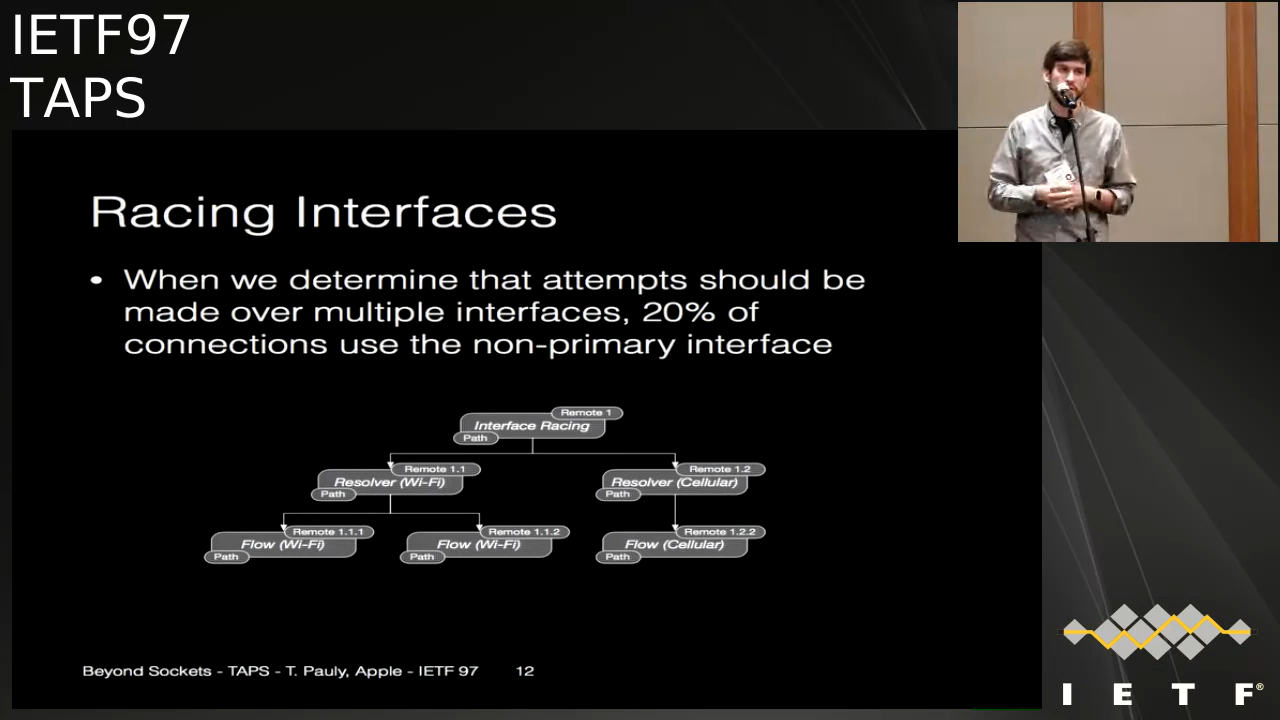 IETF97
TAPS
Racing Interfaces
• When we determine that attempts should be
made over multiple interfaces, 20% of
connections use the non-primary interface
Remote 1
Interface Racing
Path
Remote 1.1
Resolver (Wi-Fi)
Path
Remote 1.2
Resolver (Cellular)
Path
Remote 1.1.1
Flow (Wi-Fi)
Path
Remote 1.1.2
Flow (Wi-Fi)
Path
Remote 1.2.2
Flow (Cellular)
Path
Beyond Sockets - TAPS - T. Pauly, Apple - IETF 97 12
I E T F®